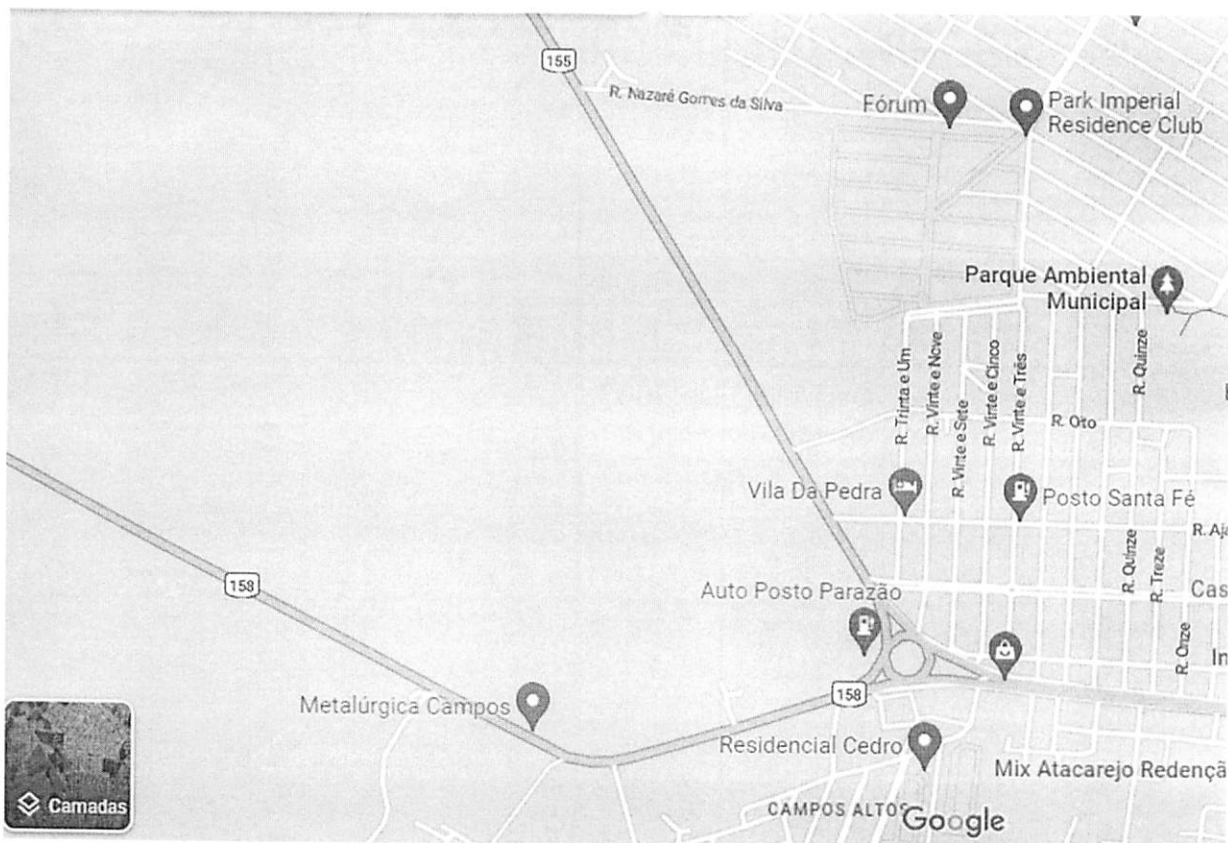 155
R. Nazaré Gomes da Silva
Fórum
Park Imperial
Residence Club
Parque Ambiental
Municipal
R. Trinta e Um
R. Vinte e Nove
R. Vinte e Sete
R. Vinte e Cinco
R. Vinte e Três
R. Quinze
R. Oito
Vila Da Pedra
Posto Santa Fé
R. Aja
158
R. Quinze
R. Treze
Auto Posto Parazão
Cas
R. Onze
In
158
Metalúrgica Campos
Residencial Cedro
Mix Atacarejo Redençã
Camadas
CAMPOS ALTOS
Google